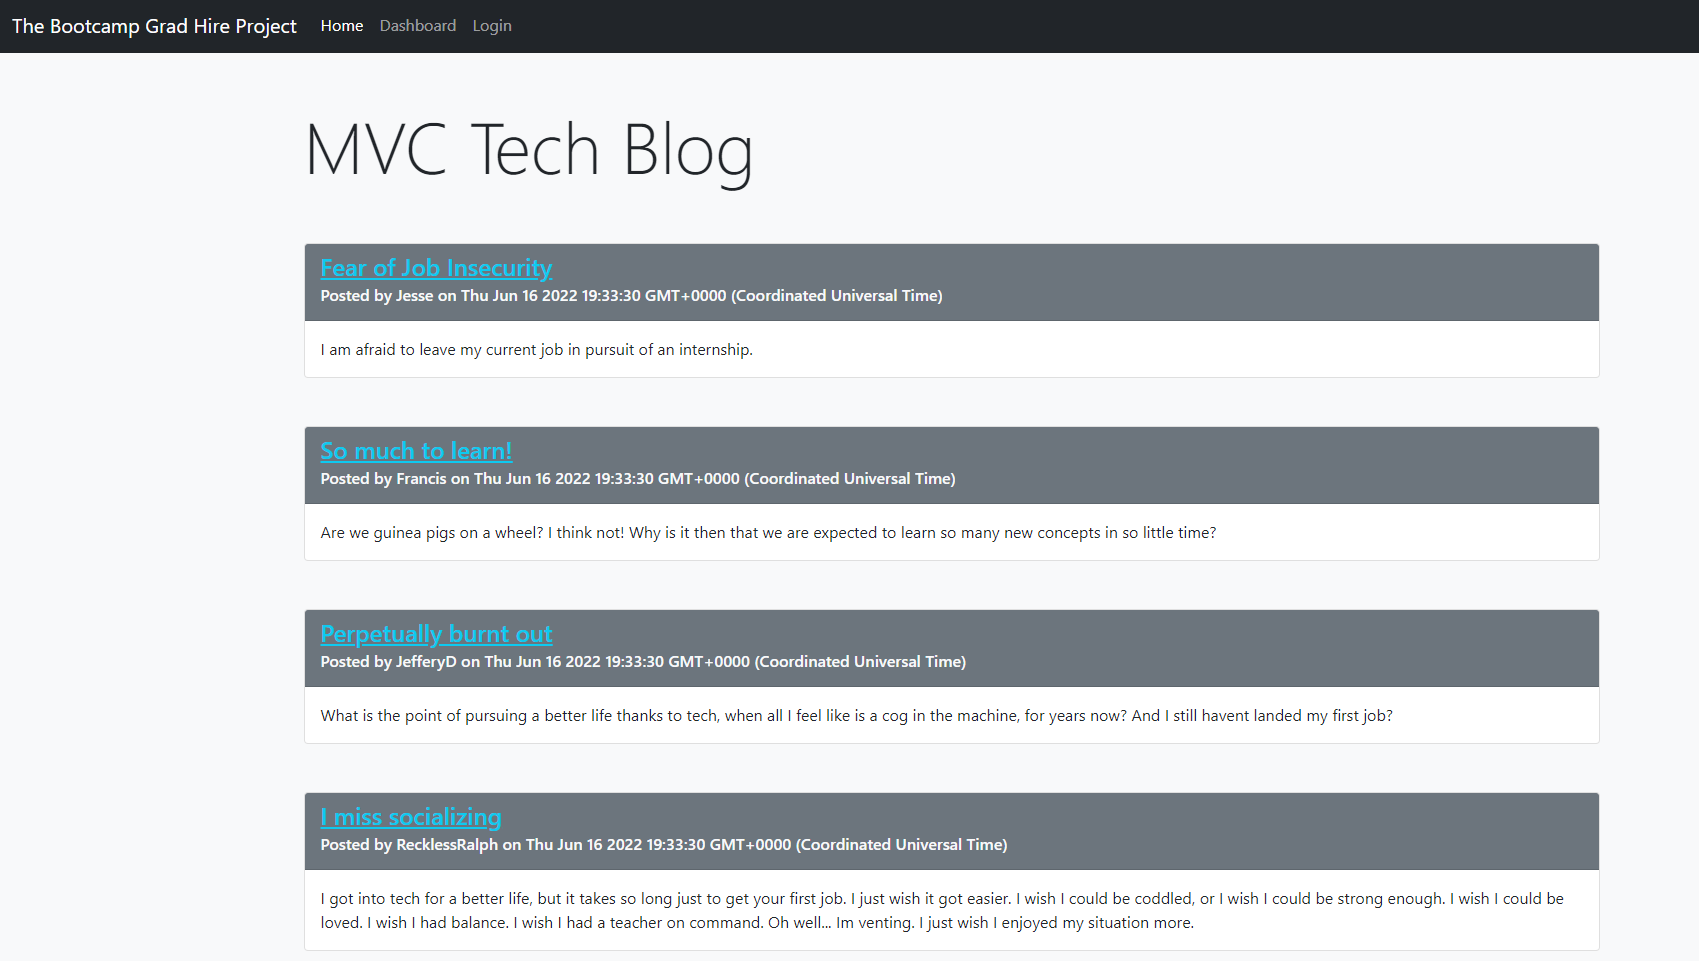 The Bootcamp Grad Hire Project Home Dashboard Login
MVC Tech Blog
Fear of Job Insecurity
Posted by Jesse on Thu Jun 16 2022 19:33:30 GMT+0000 (Coordinated Universal Time)
I am afraid to leave my current job in pursuit of an internship.
So much to learn!
Posted by Francis on Thu Jun 16 2022 19:33:30 GMT+0000 (Coordinated Universal Time)
Are we guinea pigs on a wheel? I think not! Why is it then that we are expected to learn so many new concepts in so little time?
Perpetually burnt out
Posted by JefferyD on Thu Jun 16 2022 19:33:30 GMT+0000 (Coordinated Universal Time)
What is the point of pursuing a better life thanks to tech, when all I feel like is a cog in the machine, for years now? And I still havent landed my first job?
I miss socializing
Posted by RecklessRalph on Thu Jun 16 2022 19:33:30 GMT+0000 (Coordinated Universal Time)
I got into tech for a better life, but it takes so long just to get your first job. I just wish it got easier. I wish I could be coddled, or I wish I could be strong enough. I wish I could be
loved. I wish I had balance. I wish I had a teacher on command. Oh well... Im venting. I just wish I enjoyed my situation more.